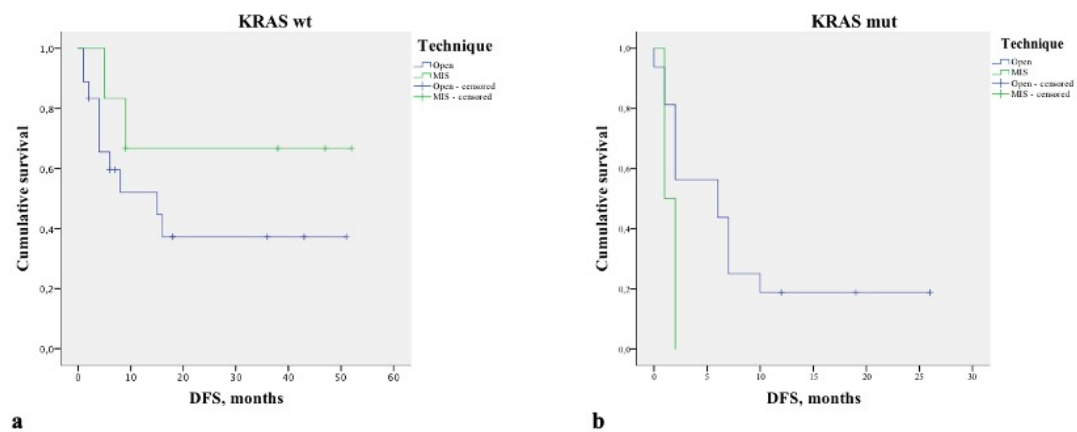 KRAS wt
Technique
Open
MIS
Open - censored
MIS - censored
Cumulative survival
1,0
0,8
0,6
0,4
0,2
0,0
0 10 20 30 40 50 60
DFS, months
a
KRAS mut
Technique
Open
MIS
Open - censored
MIS - censored
Cumulative survival
1,0
0,8
0,6
0,4
0,2
0,0
0 5 10 15 20 25 30
DFS, months
b